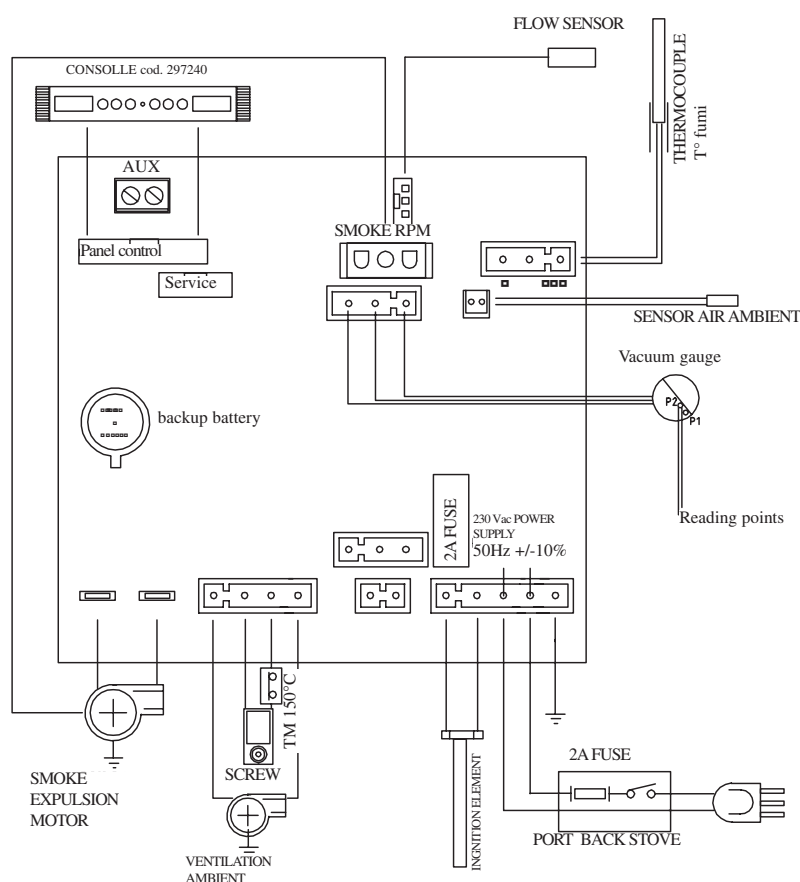 FLOW SENSOR
CONSOLLE cod. 297240
THERMOCOUPLE
T° fumi
AUX
SMOKE RPM
Panel control
Service
SENSOR AIR AMBIENT
Vacuum gauge
P2
P1
backup battery
Reading points
2A FUSE
230 Vac POWER
SUPPLY
50Hz +/-10%
TM 150°C
SCREW
SMOKE
EXPULSION
MOTOR
VENTILATION
AMBIENT
INGNITION ELEMENT
2A FUSE
PORT BACK STOVE